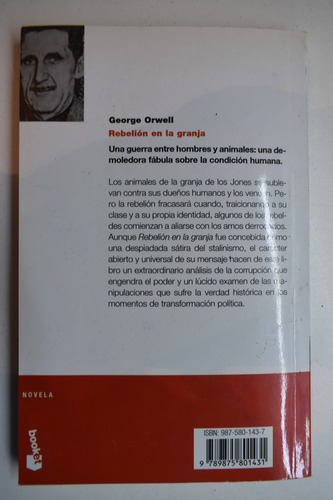 George Orwell
Rebelión en la granja
Una guerra entre hombres y animales: una de-
moledora fábula sobre la condición humana.
Los animales de la granja de los Jones se suble-
van contra sus dueños humanos y los vencen. Pe-
ro la rebelión fracasará cuando, traicionando a
su clase y a su propia identidad, algunos de los rebel-
des comienzan a aliarse con los amos derrocados.
Aunque Rebelión en la granja fue concebida como
una despiadada sátira del stalinismo, el carácter
abierto y universal de su mensaje hacen de este li-
bro un extraordinario análisis de la corrupción que
engendra el poder y un lúcido examen de las ma-
nipulaciones que sufre la verdad histórica en los
momentos de transformación política.
NOVELA
booket
ISBN: 987-580-143-7
9 789875 801431